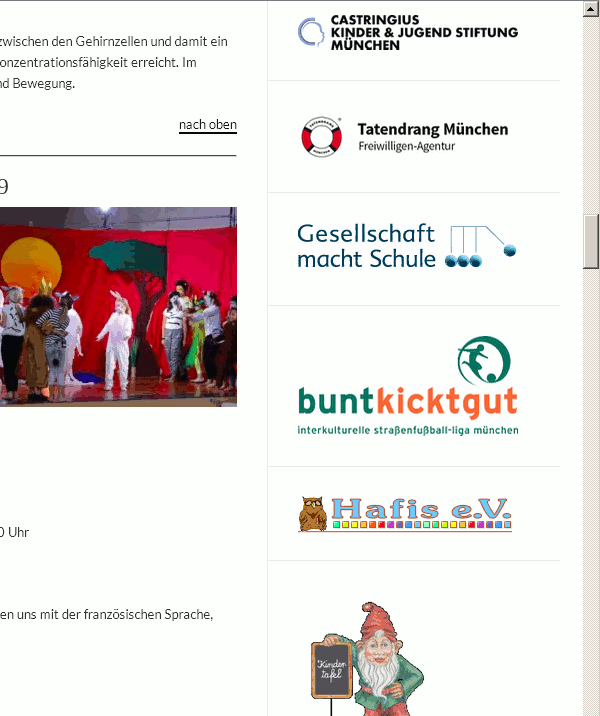 zwischen den Gehirnzellen und damit ein
onzentrationsfähigkeit erreicht. Im
nd Bewegung.
nach oben
9
0 Uhr
en uns mit der französischen Sprache,
CASTRINGIUS
KINDER & JUGEND STIFTUNG
MÜNCHEN
TATENDRANG
MÜNCHEN
Tatendrang München
Freiwilligen-Agentur
Gesellschaft
macht Schule
buntkicktgut
interkulturelle straßenfußball-liga münchen
Hafis e.V.
Kinder
tafel